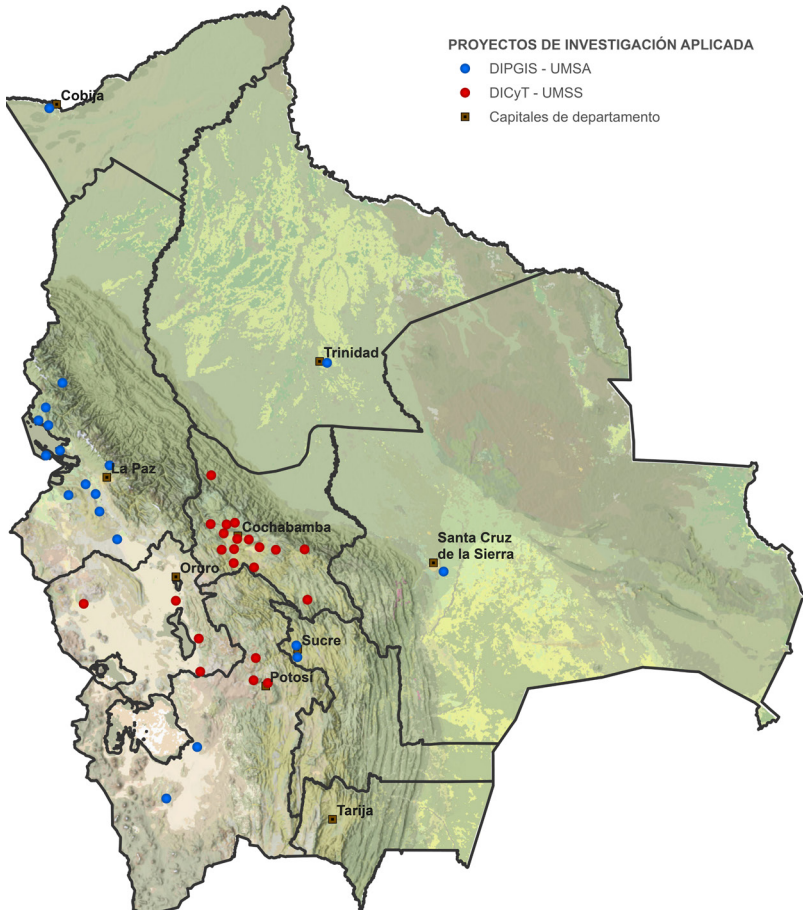 PROYECTOS DE INVESTIGACIÓN APLICADA
DIPGIS - UMSA
DICyT - UMSS
Capitales de departamento
Cobija
Trinidad
La Paz
Cochabamba
Santa Cruz
de la Sierra
Oruro
Sucre
Potosí
Tarija